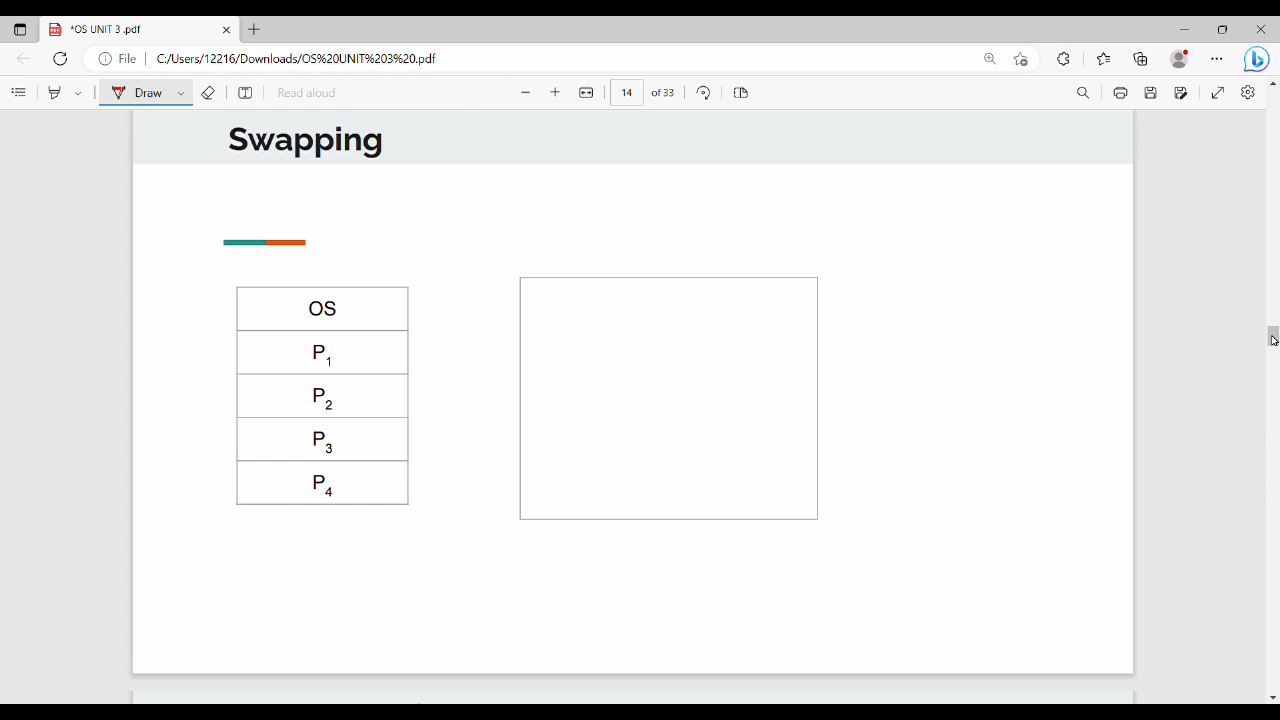 *OS UNIT 3 .pdf
File
C:/Users/12216/Downloads/OS%20UNIT%203%20.pdf
Draw
Read aloud
14 of 33
Swapping
OS
P1
P2
P3
P4